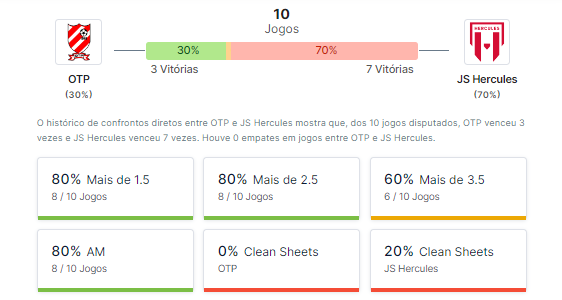 10
Jogos
30%
70%
3 Vitórias
7 Vitórias
OTP
(30%)
HERCULES
JS Hercules
(70%)
O histórico de confrontos diretos entre OTP e JS Hercules mostra que, dos 10 jogos disputados, OTP venceu 3
vezes e JS Hercules venceu 7 vezes. Houve 0 empates em jogos entre OTP e JS Hercules.
80% Mais de 1.5
8 / 10 Jogos
80% Mais de 2.5
8 / 10 Jogos
60% Mais de 3.5
6 / 10 Jogos
80% AM
8 / 10 Jogos
0% Clean Sheets
OTP
20% Clean Sheets
JS Hercules